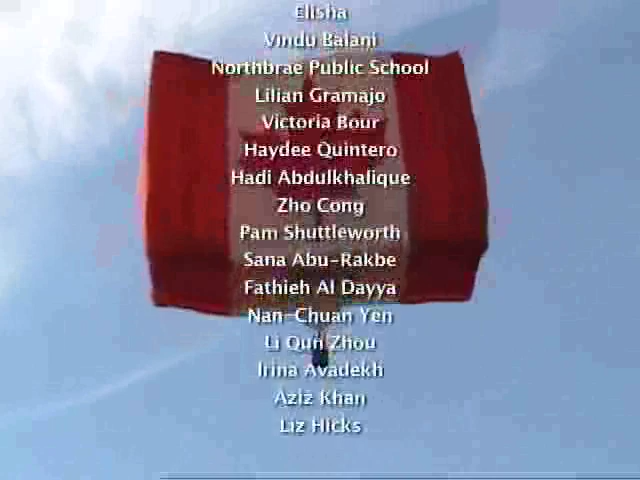 Elisha
Vindu Balani
Northbrae Public School
Lilian Gramajo
Victoria Bour
Haydee Quintero
Hadi Abdulkhalique
Zho Cong
Pam Shuttleworth
Sana Abu-Rakbe
Fathieh Al Dayya
Nan-Chuan Yen
Li Qun Zhou
Irina Avadekh
Aziz Khan
Liz Hicks